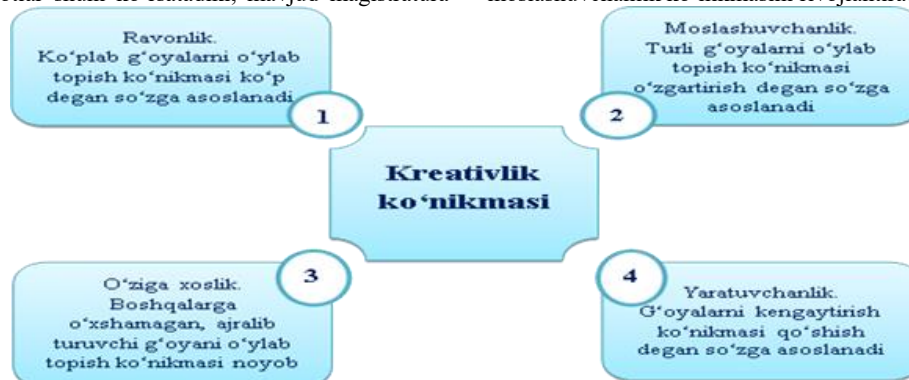 Ravonlik.
Ko‘plab g‘oyalarni o‘ylab
topish ko‘nikmasi ko‘p
degan so‘zga asoslanadi
1
Moslashuvchanlik.
Turli g‘oyalarni o‘ylab
topish ko‘nikmasi
o‘zgartirish degan so‘zga
asoslanadi
2
Kreativlik
ko‘nikmasi
3
O‘ziga xoslik.
Boshqalarga
o‘xshamagan, ajralib
turuvchi g‘oyani o‘ylab
topish ko‘nikmasi noyob
4
Yaratuvchanlik.
G‘oyalarni kengaytirish
ko‘nikmasi qo‘shish
degan so‘zga asoslanadi